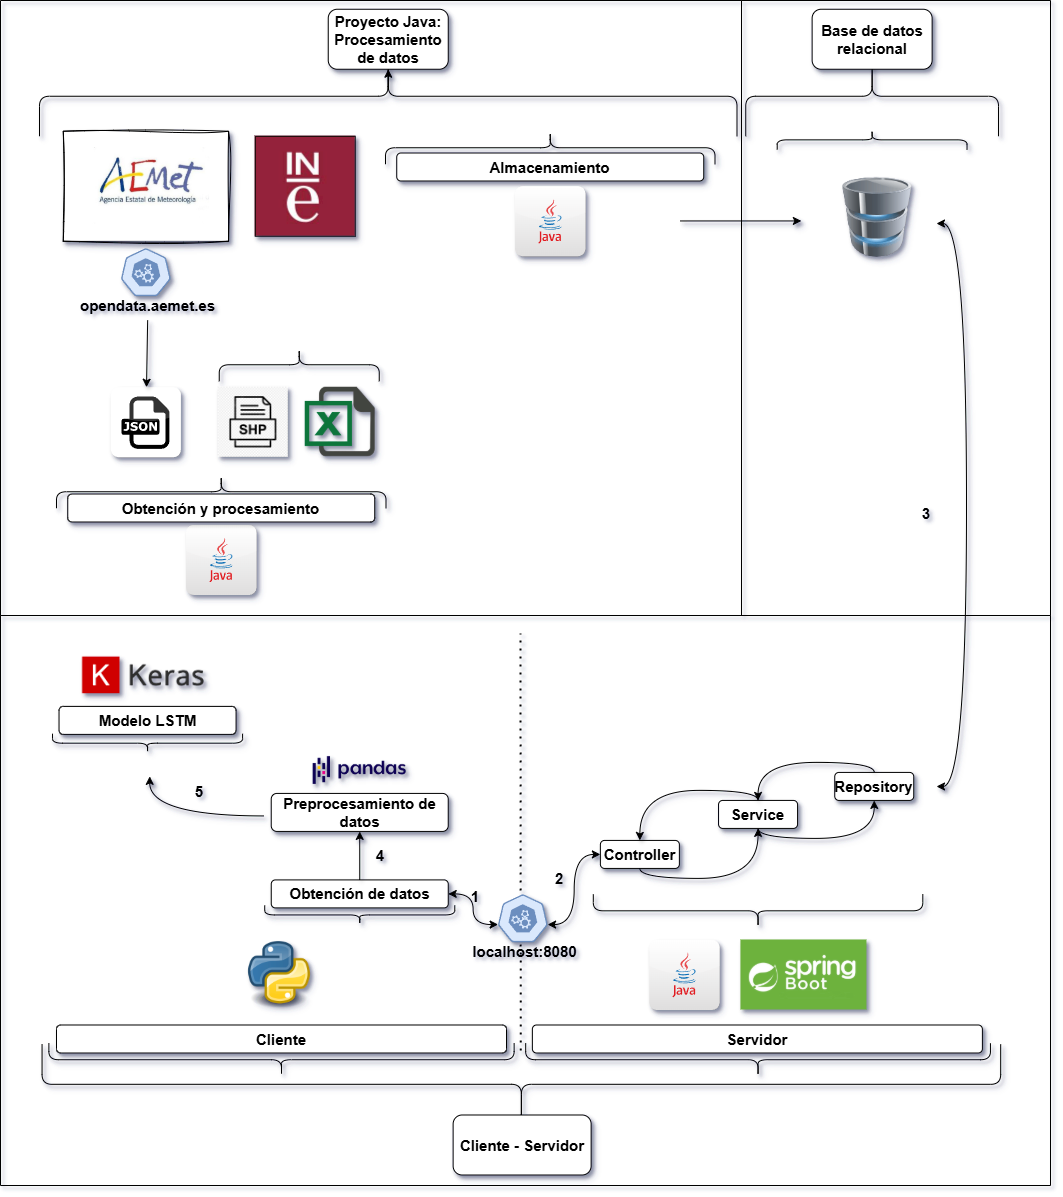 Proyecto Java:
Procesamiento
de datos
Base de datos
relacional
AEMet
Agencia Estatal de Meteorología
IN
e
Almacenamiento
Java
opendata.aemet.es
JSON
SHP
X
Obtención y procesamiento
Java
3
K Keras
Modelo LSTM
pandas
5
Preprocesamiento de
datos
4
Obtención de datos
1
2
localhost:8080
Repository
Service
Controller
Java
spring
Boot
Cliente
Servidor
Cliente - Servidor